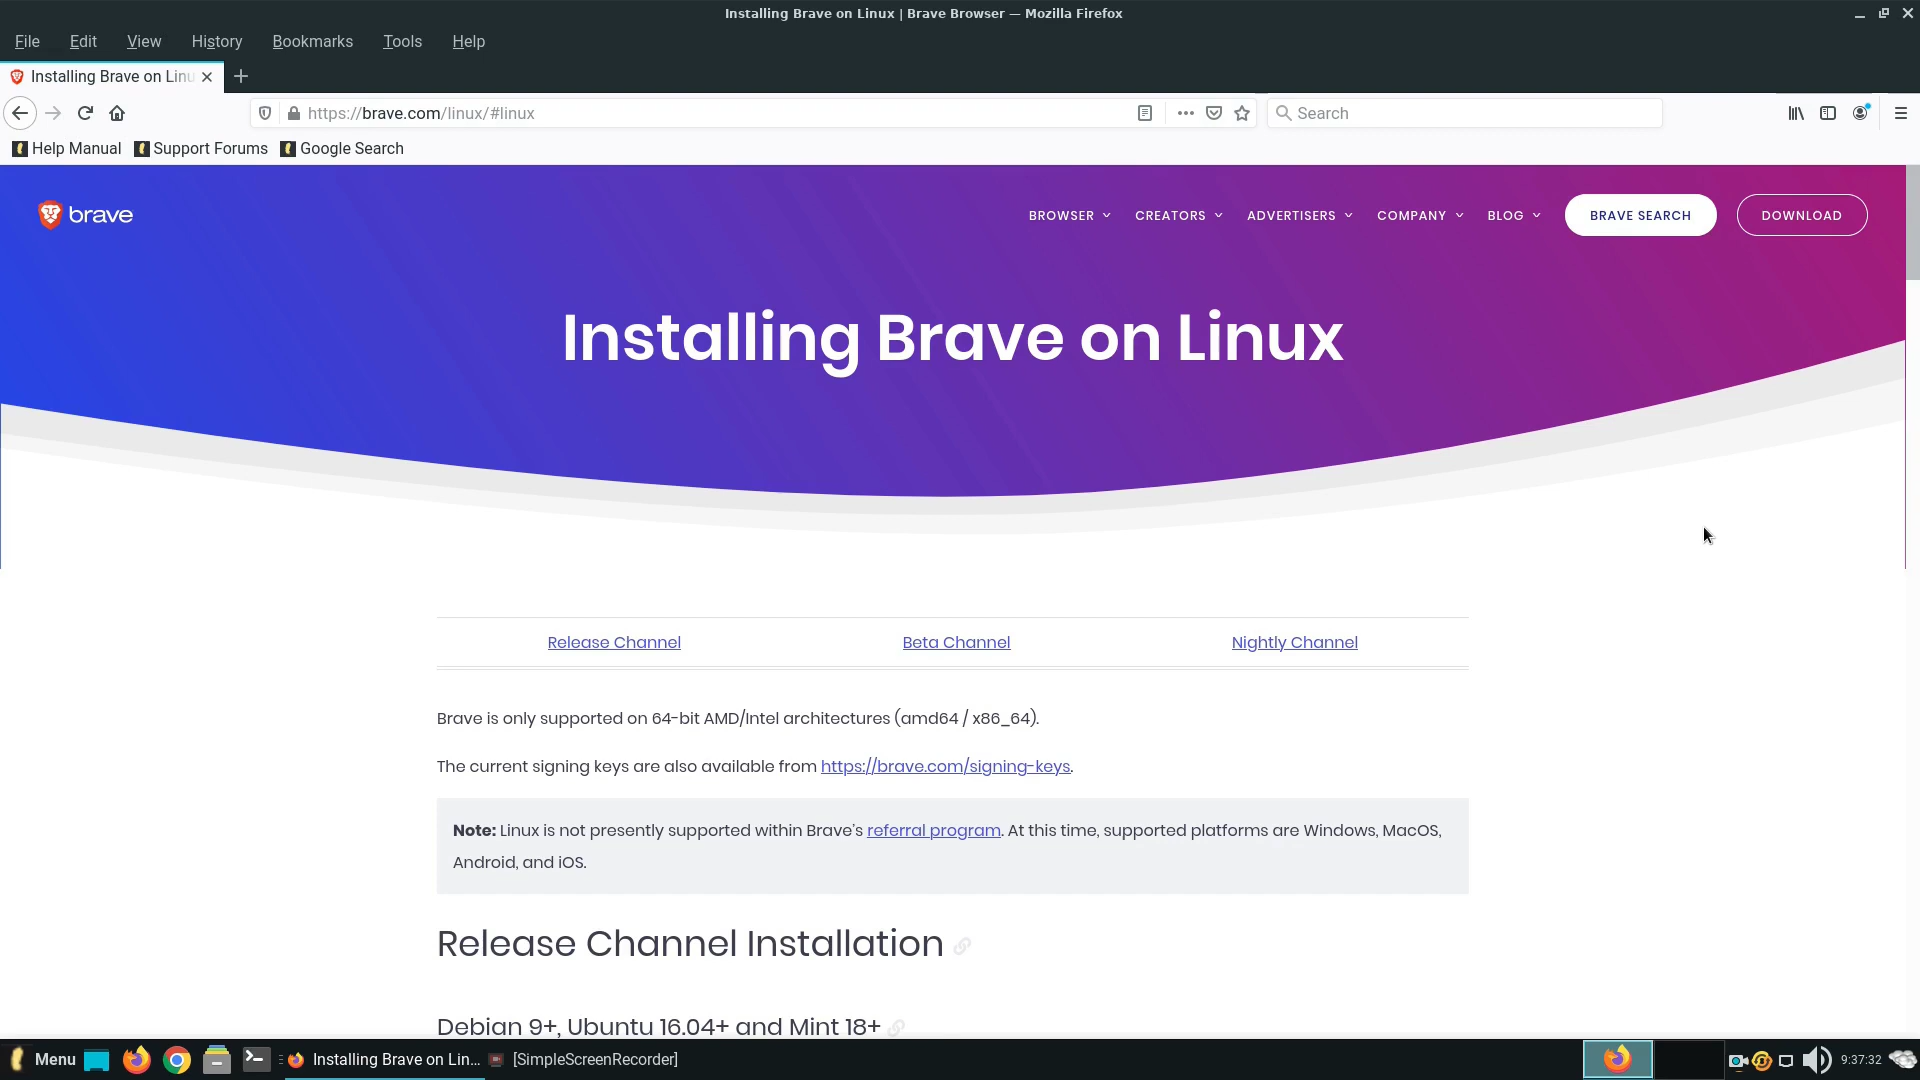 Installing Brave on Linux | Brave Browser — Mozilla Firefox
File Edit View History Bookmarks Tools Help
Installing Brave on Linu
https://brave.com/linux/#linux
Search
Help Manual Support Forums Google Search
brave
BROWSER CREATORS ADVERTISERS COMPANY BLOG BRAVE SEARCH DOWNLOAD
Installing Brave on Linux
Release Channel Beta Channel Nightly Channel
Brave is only supported on 64-bit AMD/Intel architectures (amd64 / x86_64).
The current signing keys are also available from https://brave.com/signing-keys.
Note: Linux is not presently supported within Brave's referral program. At this time, supported platforms are Windows, MacOS,
Android, and iOS.
Release Channel Installation
Debian 9+, Ubuntu 16.04+ and Mint 18+
Menu Installing Brave on Lin... [SimpleScreenRecorder] 9:37:32